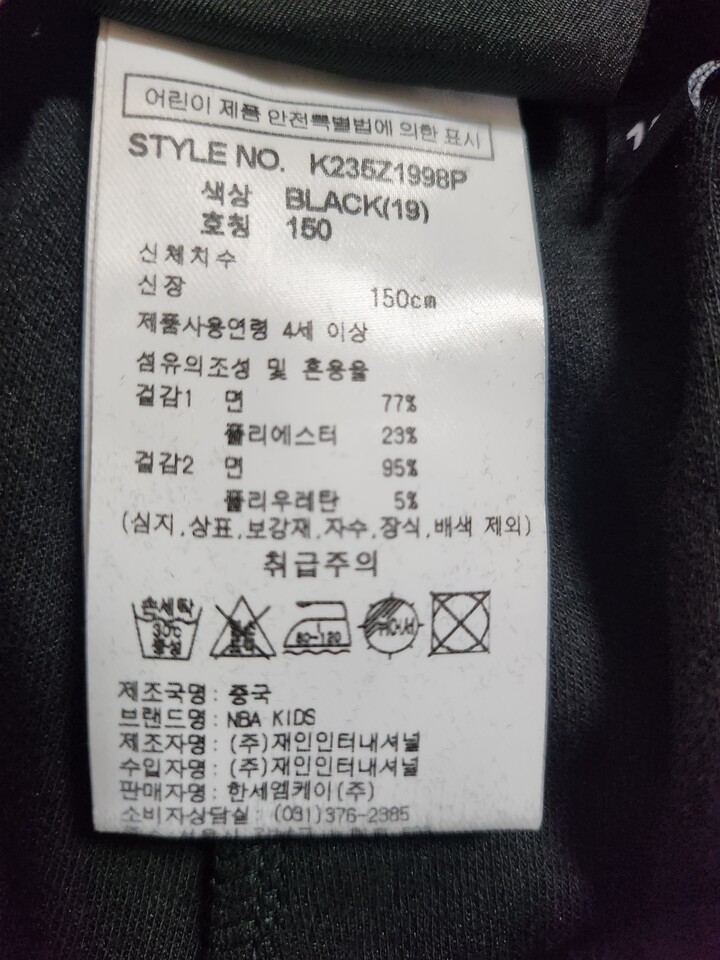 어린이 제품 안전특별법에 의한 표시
STYLE NO. K235Z1998P
색상 BLACK(19)
호칭 150
신체치수
신장 150cm
제품사용연령 4세 이상
섬유의조성 및 혼용율
겉감1 면 77%
폴리에스터 23%
겉감2 면 95%
폴리우레탄 5%
(심지,상표,보강재,자수,장식,배색 제외)
취급주의
손세탁
30℃
중성
80-120
제조국명: 중국
브랜드명: NBA KIDS
제조자명: (주)재인인터내셔널
수입자명: (주)재인인터내셔널
판매자명: 한세엠케이(주)
소비자상담실: (031)376-2385